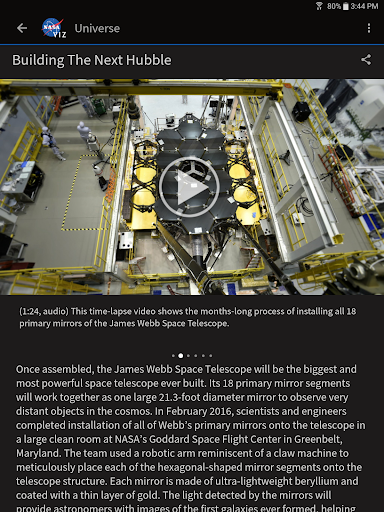 80% 3:44 PM
NASA VIZ Universe
Building The Next Hubble
(1:24, audio) This time-lapse video shows the months-long process of installing all 18
primary mirrors of the James Webb Space Telescope.
Once assembled, the James Webb Space Telescope will be the biggest and
most powerful space telescope ever built. Its 18 primary mirror segments
will work together as one large 21.3-foot diameter mirror to observe very
distant objects in the cosmos. In February 2016, scientists and engineers
completed installation of all of Webb's primary mirrors onto the telescope in
a large clean room at NASA's Goddard Space Flight Center in Greenbelt,
Maryland. The team used a robotic arm reminiscent of a claw machine to
meticulously place each of the hexagonal-shaped mirror segments onto the
telescope structure. Each mirror is made of ultra-lightweight beryllium and
coated with a thin layer of gold. The light detected by the mirrors will
provide astronomers with images of the first galaxies ever formed, helping